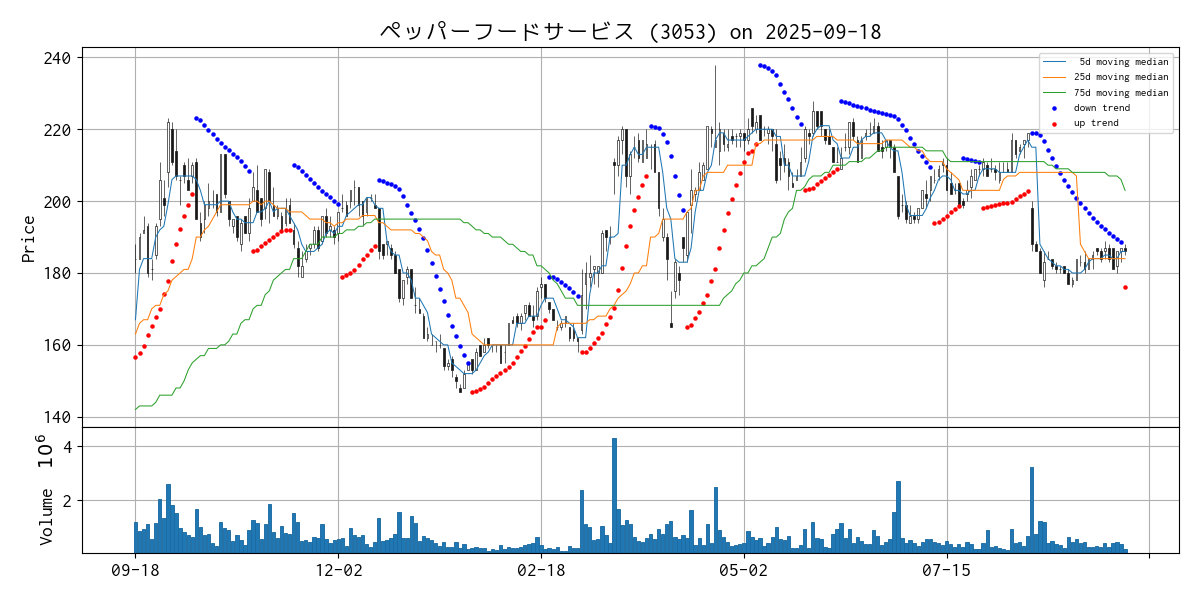 ペッパーフードサービス (3053) on 2025-09-18
5d moving median
25d moving median
75d moving median
down trend
up trend
240
220
200
180
160
140
Price
4
2
Volume 10^6
09-18
12-02
02-18
05-02
07-15